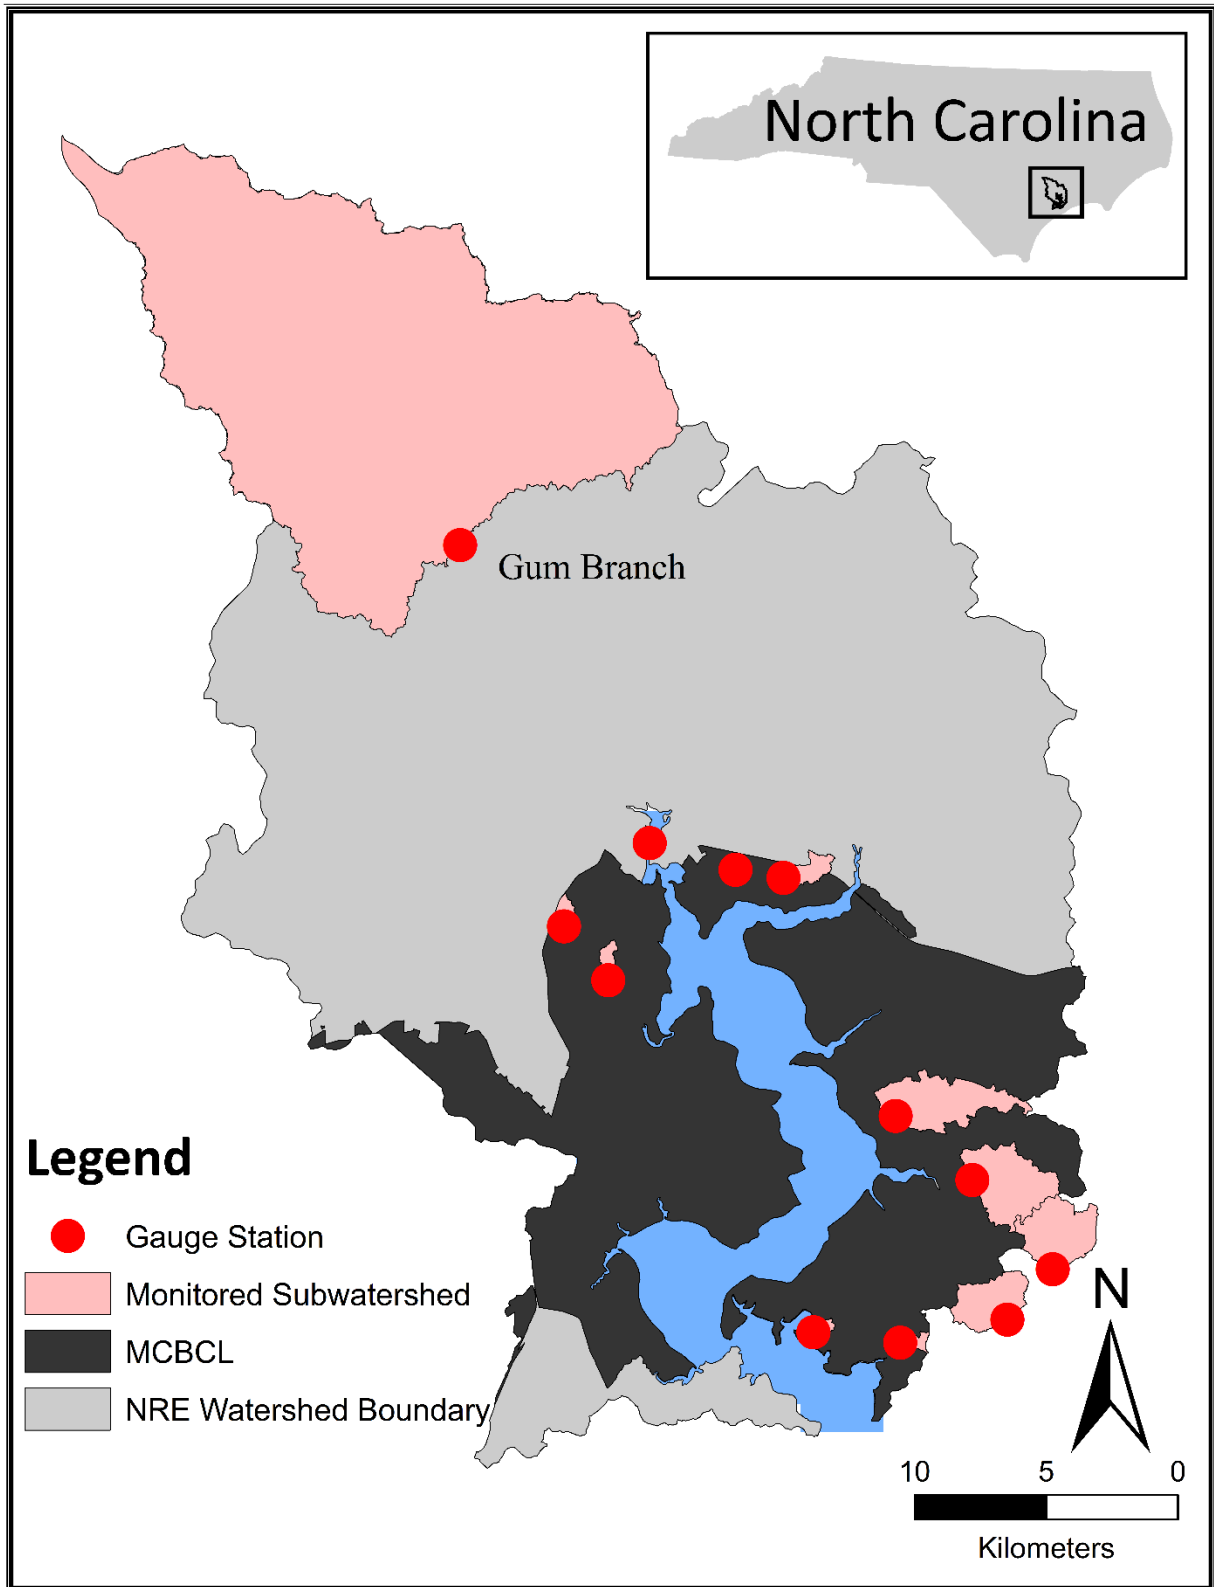 North Carolina
Gum Branch
Legend
Gauge Station
Monitored Subwatershed
MCBCL
NRE Watershed Boundary
N
10 5 0
Kilometers